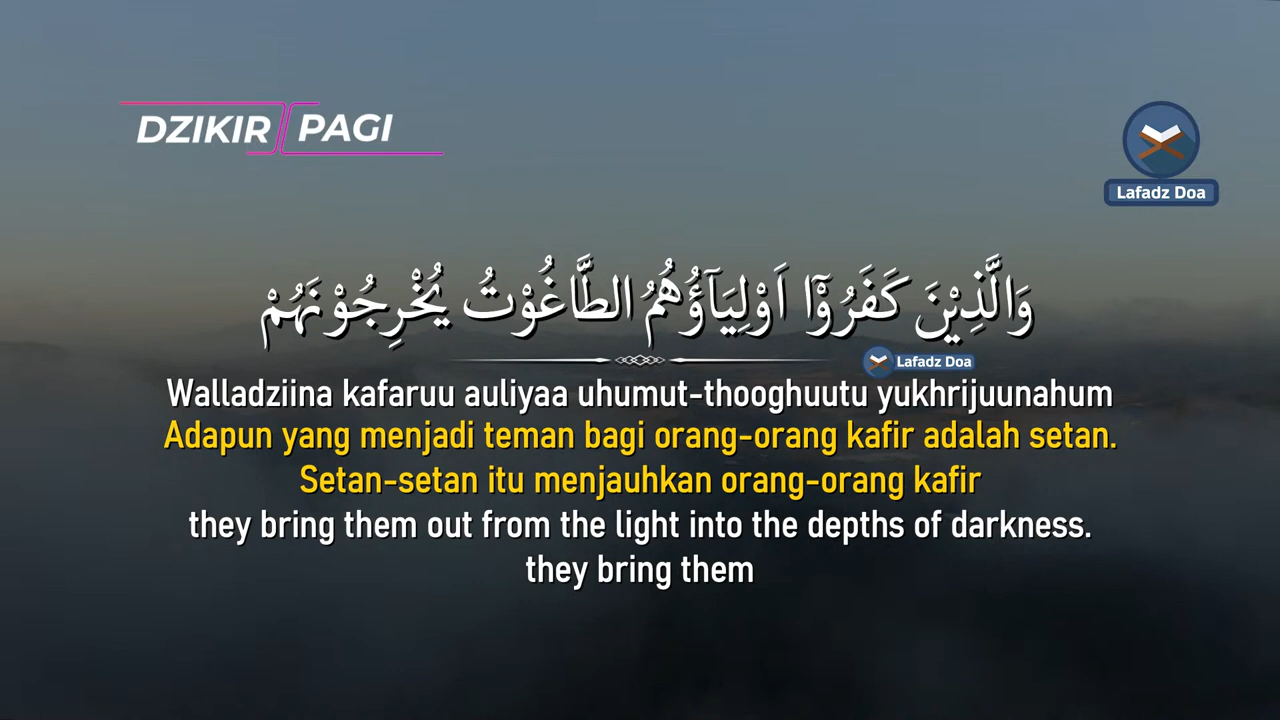 DZIKIR PAGI
Lafadz Doa
وَالَّذِيْنَ كَفَرُوْٓا اَوْلِيَاۤؤُهُمُ الطَّاغُوْتُ يُخْرِجُوْنَهُمْ
Lafadz Doa
Walladziina kafaruu auliyaa uhumut-thooghuutu yukhrijuunahum
Adapun yang menjadi teman bagi orang-orang kafir adalah setan.
Setan-setan itu menjauhkan orang-orang kafir
they bring them out from the light into the depths of darkness.
they bring them